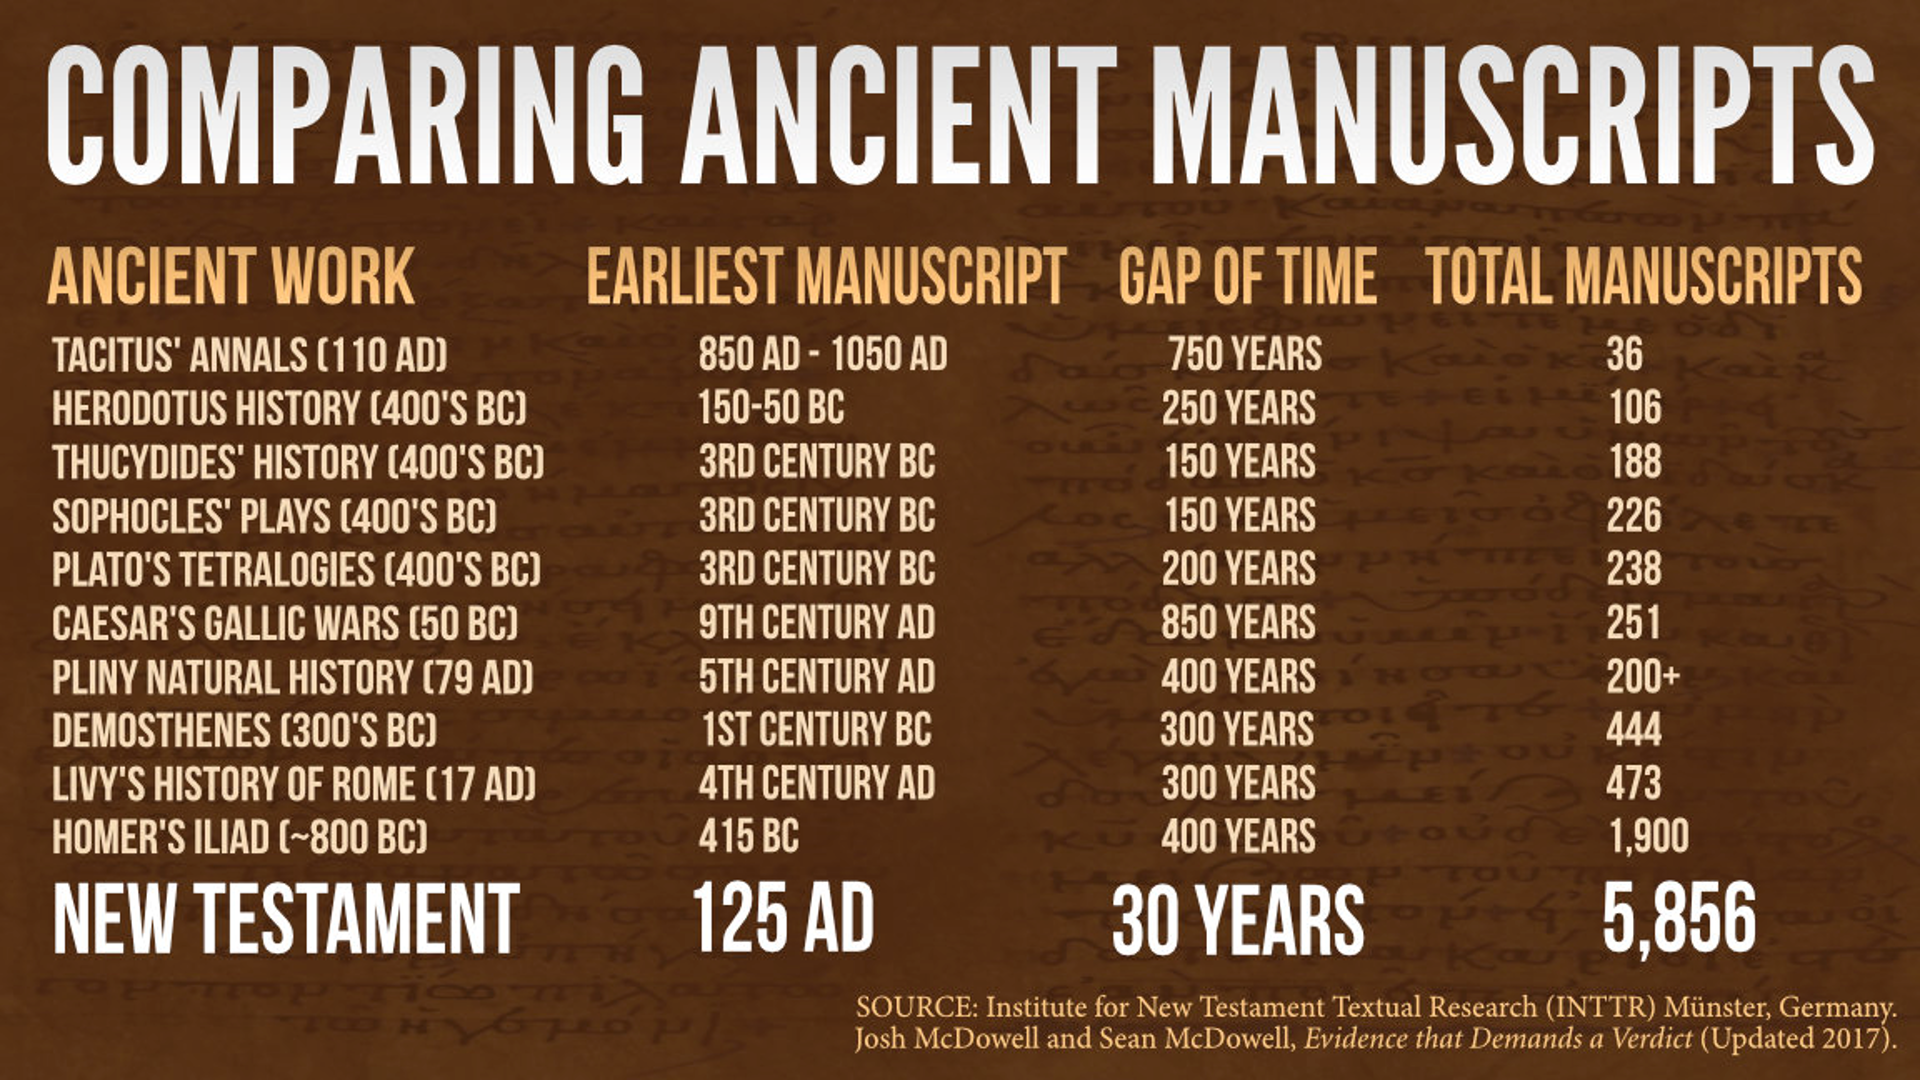 COMPARING ANCIENT MANUSCRIPTS
ANCIENT WORK EARLIEST MANUSCRIPT GAP OF TIME TOTAL MANUSCRIPTS
TACITUS' ANNALS (110 AD) 850 AD - 1050 AD 750 YEARS 36
HERODOTUS HISTORY (400'S BC) 150-50 BC 250 YEARS 106
THUCYDIDES' HISTORY (400'S BC) 3RD CENTURY BC 150 YEARS 188
SOPHOCLES' PLAYS (400'S BC) 3RD CENTURY BC 150 YEARS 226
PLATO'S TETRALOGIES (400'S BC) 3RD CENTURY BC 200 YEARS 238
CAESAR'S GALLIC WARS (50 BC) 9TH CENTURY AD 850 YEARS 251
PLINY NATURAL HISTORY (79 AD) 5TH CENTURY AD 400 YEARS 200+
DEMOSTHENES (300'S BC) 1ST CENTURY BC 300 YEARS 444
LIVY'S HISTORY OF ROME (17 AD) 4TH CENTURY AD 300 YEARS 473
HOMER'S ILIAD (~800 BC) 415 BC 400 YEARS 1,900
NEW TESTAMENT 125 AD 30 YEARS 5,856
SOURCE: Institute for New Testament Textual Research (INTTR) Münster, Germany.
Josh McDowell and Sean McDowell, Evidence that Demands a Verdict (Updated 2017).